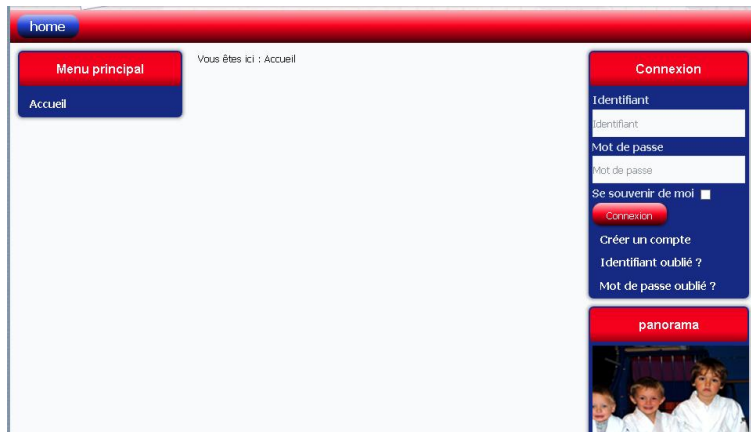 home
Menu principal
Accueil
Vous êtes ici : Accueil
Connexion
Identifiant
Identifiant
Mot de passe
Mot de passe
Se souvenir de moi
Connexion
Créer un compte
Identifiant oublié ?
Mot de passe oublié ?
panorama